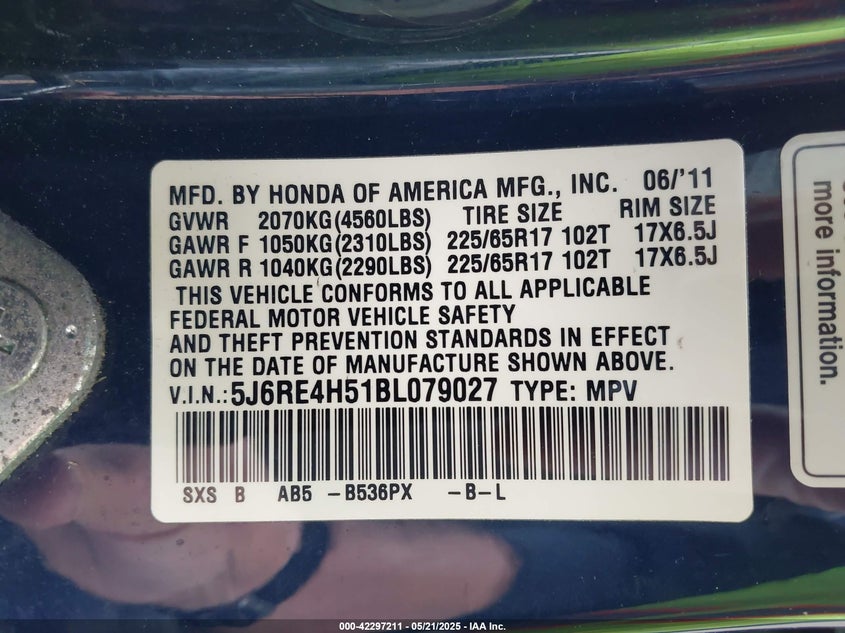 MFD. BY HONDA OF AMERICA MFG., INC. 06/'11
GVWR 2070KG(4560LBS) TIRE SIZE RIM SIZE
GAWR F 1050KG(2310LBS) 225/65R17 102T 17X6.5J
GAWR R 1040KG(2290LBS) 225/65R17 102T 17X6.5J
THIS VEHICLE CONFORMS TO ALL APPLICABLE
FEDERAL MOTOR VEHICLE SAFETY
AND THEFT PREVENTION STANDARDS IN EFFECT
ON THE DATE OF MANUFACTURE SHOWN ABOVE.
V.I.N.: 5J6RE4H51BL079027 TYPE: MPV
SXS B AB5 -B536PX -B-L
more information.
000-42297211 - 05/21/2025 - IAA Inc.